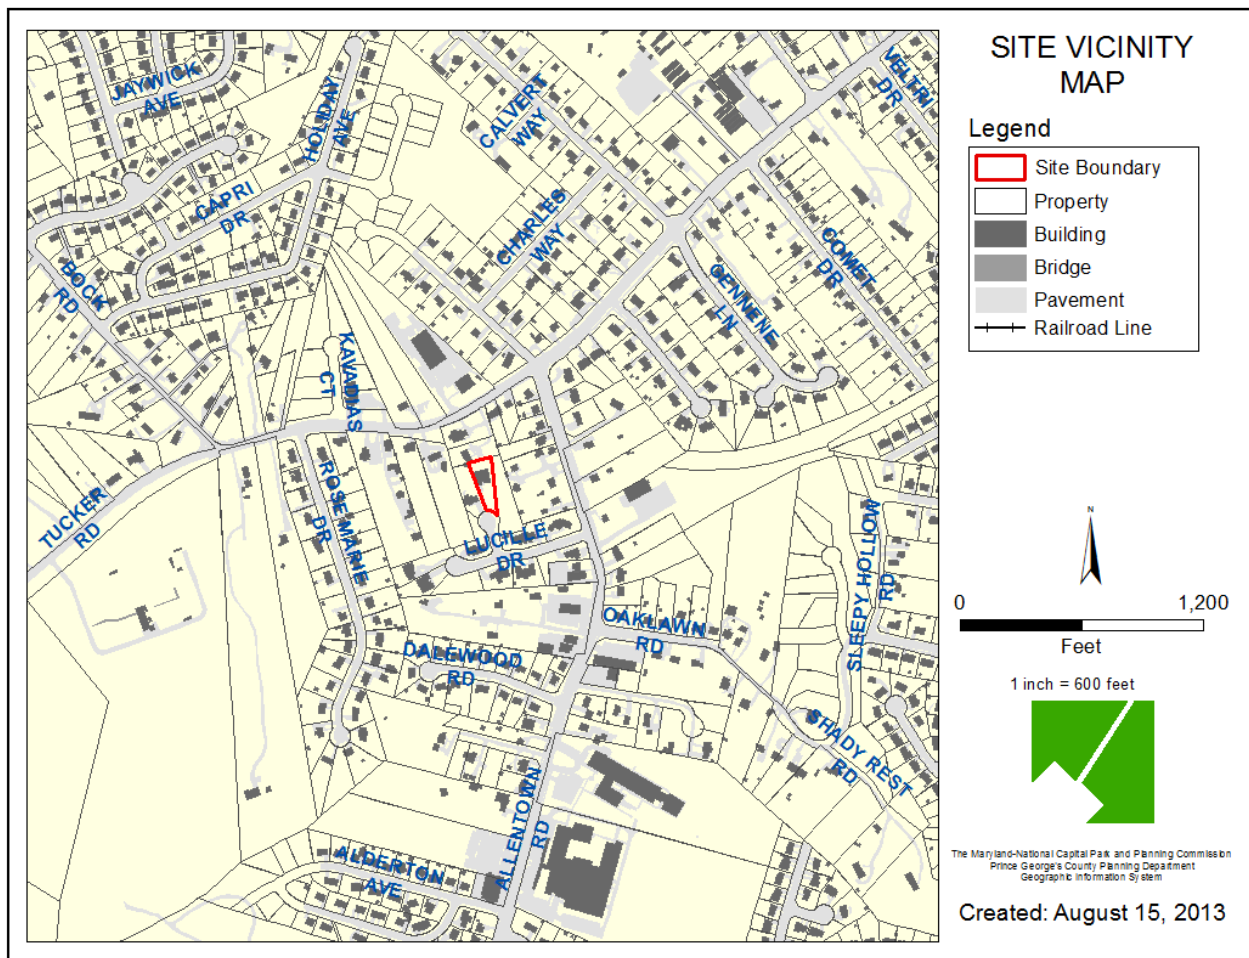 SITE VICINITY
MAP
Legend
Site Boundary
Property
Building
Bridge
Pavement
Railroad Line
N
0 1,200
Feet
1 inch = 600 feet
The Maryland-National Capital Park and Planning Commission
Prince George's County Planning Department
Geographic Information System
Created: August 15, 2013
JAYWICK
AVE
HOLIDAY
AVE
CALVERT
WAY
VELTRI
DR
CAPRI
DR
CHARLES
WAY
COMET
DR
BOCK
RD
GENNENE
LN
KAVADIAS
CT
TUCKER
RD
ROSE MARIE
DR
LUCILLE
DR
SLEEPY HOLLOW
RD
OAKLAWN
RD
DALEWOOD
RD
SHADY REST
RD
ALLENTOWN
RD
ALDERTON
AVE